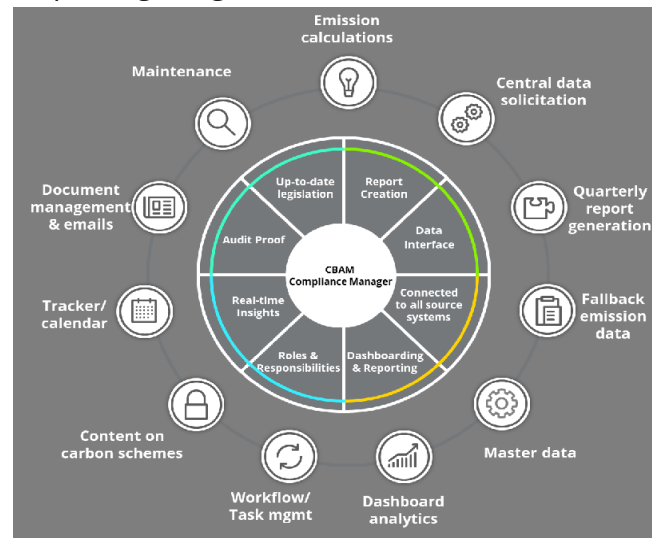 Emission
calculations
Central data
solicitation
Quarterly
report
generation
Fallback
emission
data
Master data
Dashboard
analytics
Workflow/
Task mgmt
Content on
carbon schemes
Tracker/
calendar
Document
management
& emails
Maintenance
Up-to-date
legislation
Report
Creation
Data
Interface
Connected
to all source
systems
Dashboarding
& Reporting
Roles &
Responsibilities
Real-time
Insights
Audit Proof
CBAM
Compliance Manager